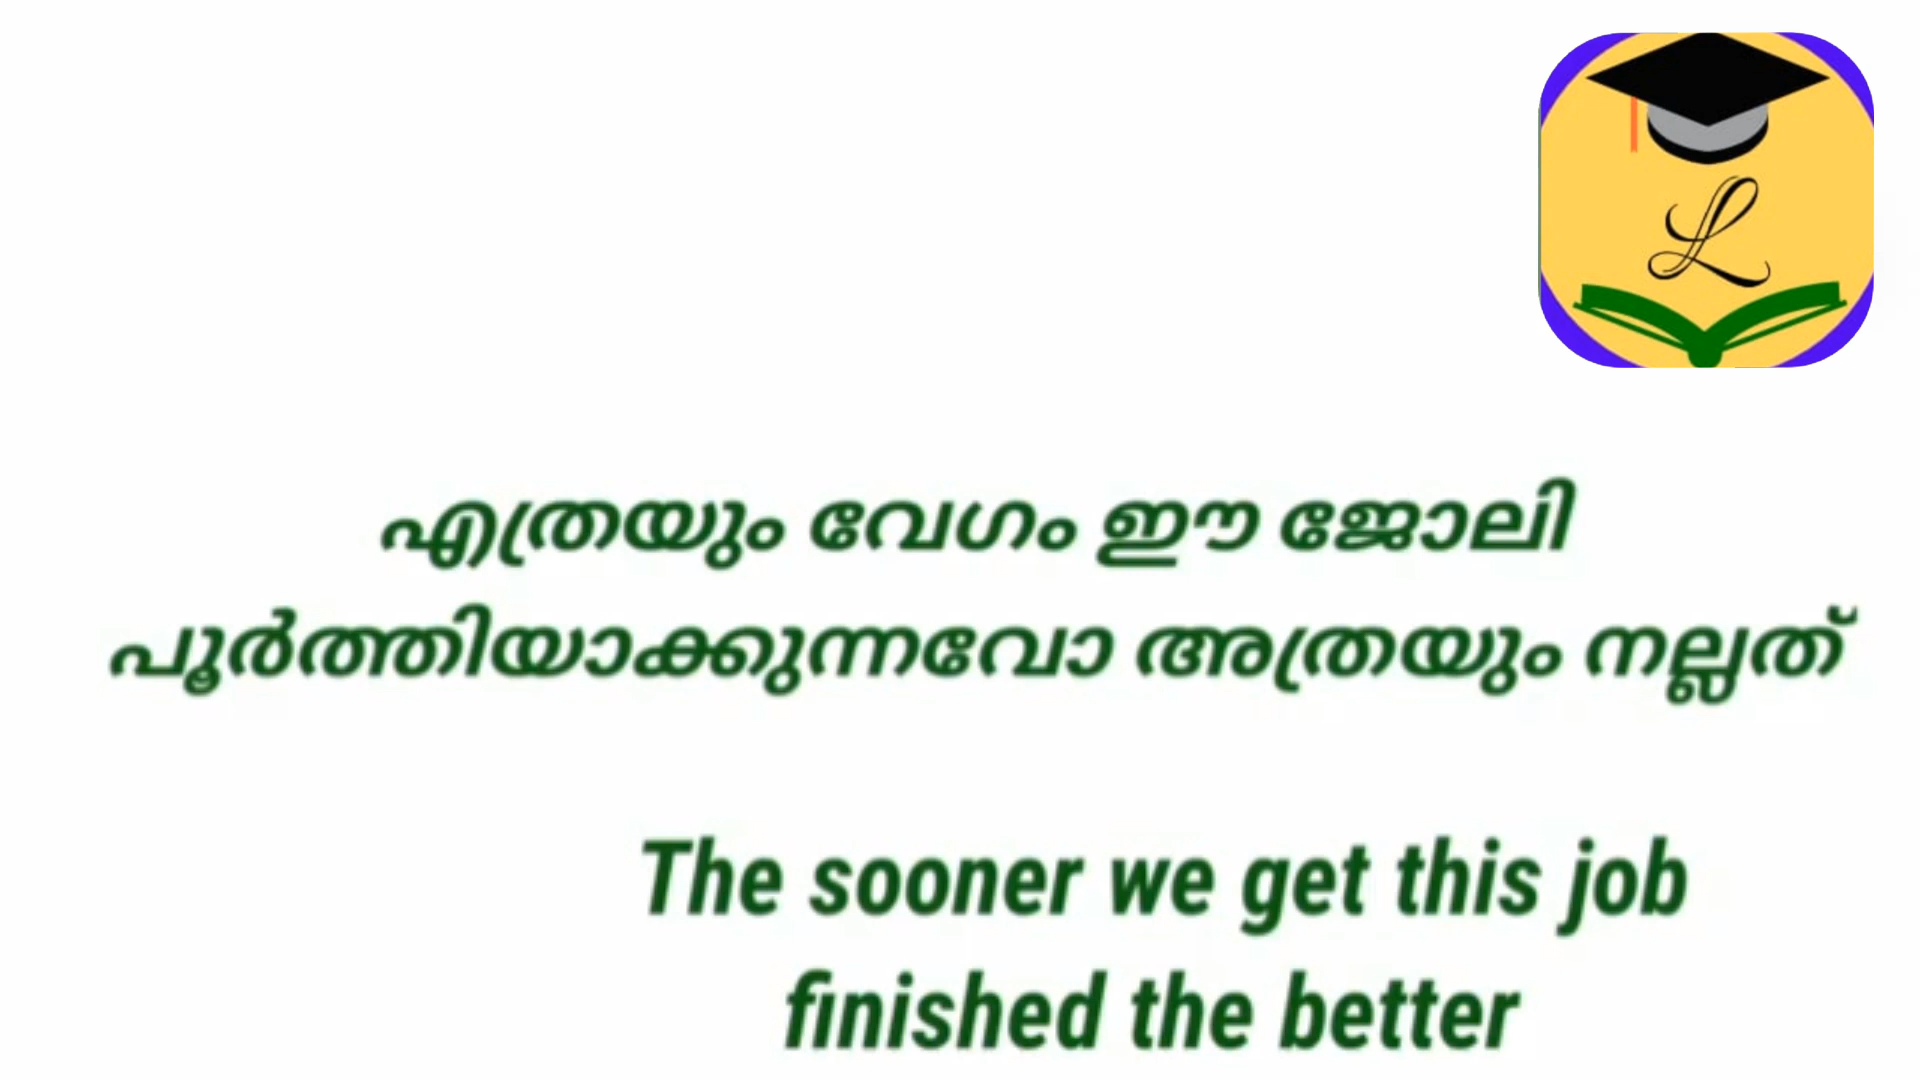 L
എത്രയും വേഗം ഈ ജോലി
പൂർത്തിയാക്കുന്നവോ അത്രയും നല്ലത്
The sooner we get this job
finished the better